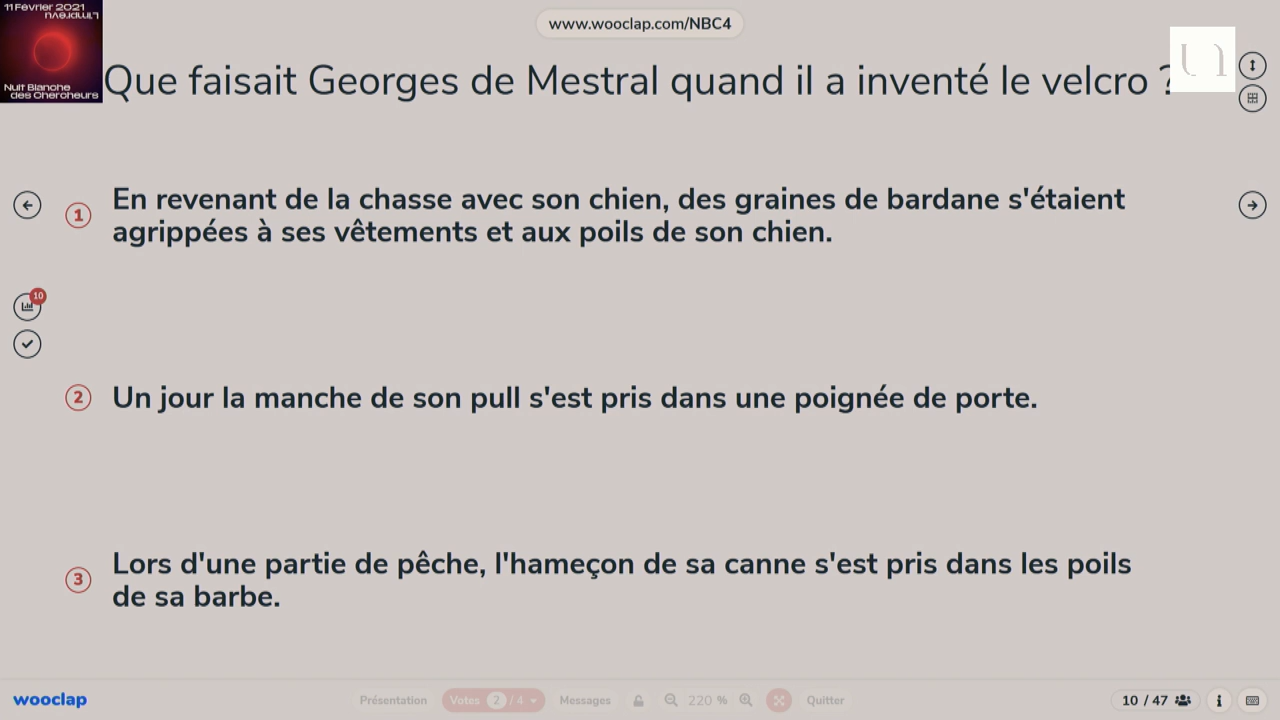 11 Février 2021
L'imprévu
Nuit Blanche
des Chercheurs
www.wooclap.com/NBC4
Que faisait Georges de Mestral quand il a inventé le velcro ?
1
En revenant de la chasse avec son chien, des graines de bardane s'étaient
agrippées à ses vêtements et aux poils de son chien.
10
2
Un jour la manche de son pull s'est pris dans une poignée de porte.
3
Lors d'une partie de pêche, l'hameçon de sa canne s'est pris dans les poils
de sa barbe.
wooclap
Présentation
Votes 2 / 4
Messages
220 %
Quitter
10 / 47